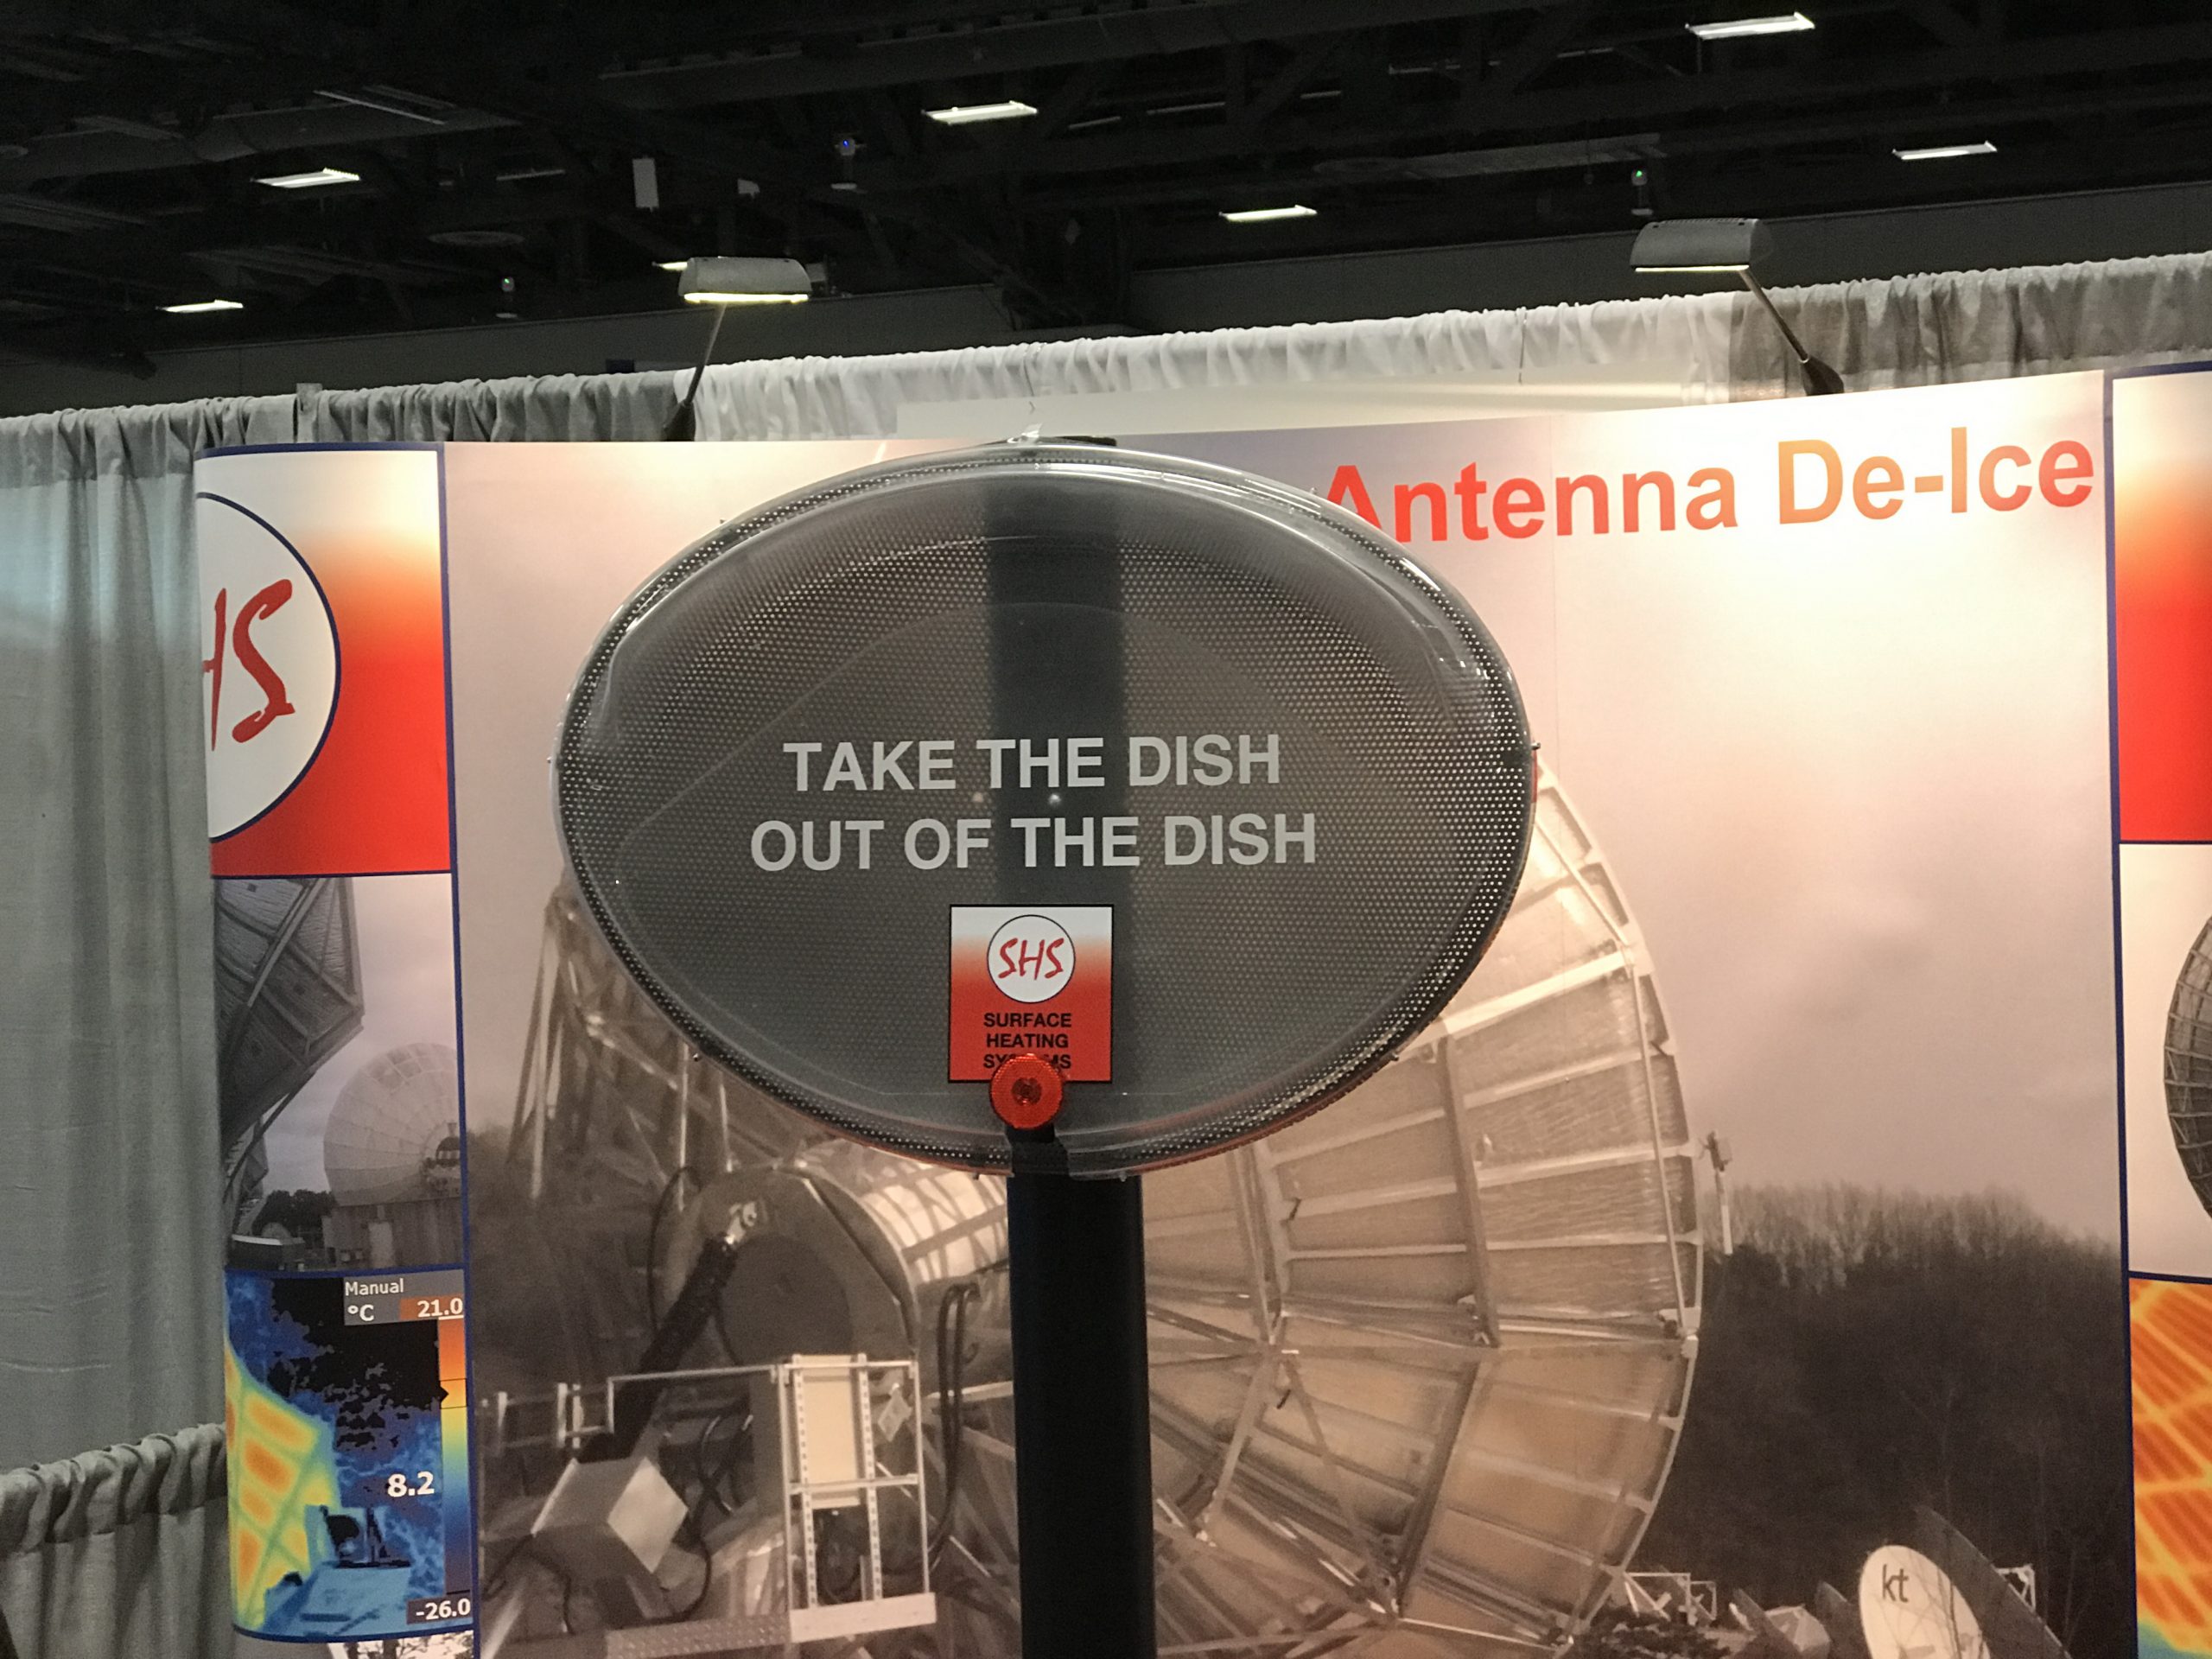 Antenna De-Ice
HS
TAKE THE DISH
OUT OF THE DISH
SHS
SURFACE
HEATING
Manual
°C 21.0
8.2
-26.0
kt